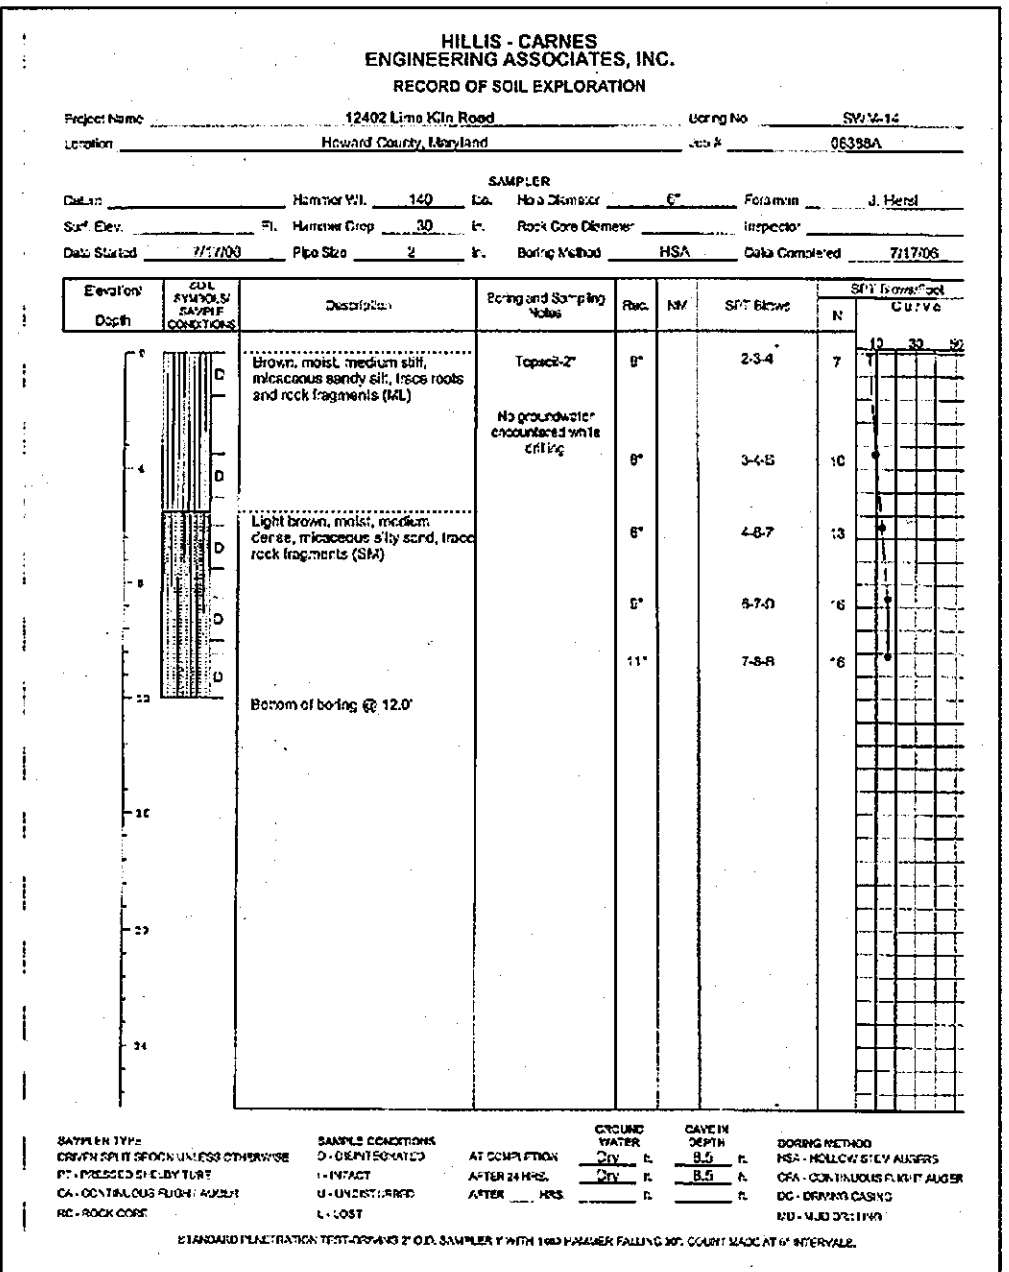 HILLIS - CARNES
ENGINEERING ASSOCIATES, INC.
RECORD OF SOIL EXPLORATION
Project Name 12402 Lime Kiln Road Boring No. SWM-14
Location Howard County, Maryland Job # 06388A
SAMPLER
Datum Hammer Wt. 140 Lbs. Hole Diameter 6" Foreman
Surf. Elev. Ft. Hammer Drop 30 In. Rock Core Diameter Inspector
Date Started 7/17/06 Pipe Size 2 In. Boring Method HSA Date Completed 7/17/06
Elevation/ Depth
SOIL SYMBOLS/ SAMPLE CONDITIONS
Description
Boring and Sampling Notes
Rec.
NM
SPT Blows
SPT Blows/Foot
N
Curve
10 30 50
0
D
Brown, moist, medium stiff,
micaceous sandy silt, trace roots
and rock fragments (ML)
Topsoil-2"
8"
2-3-4
7
No groundwater
encountered while
drilling
4
D
8"
10
Light brown, moist, medium
dense, micaceous silty sand, trace
rock fragments (SM)
D
6"
13
8
D
16
D
11"
7-8-8
16
12
Bottom of boring @ 12.0'
16
20
24
SAMPLER TYPE
DRIVEN SPLIT SPOON UNLESS OTHERWISE
PT - PRESSED SHELBY TUBE
CA - CONTINUOUS FLIGHT AUGER
RC - ROCK CORE
SAMPLE CONDITIONS
D - DISINTEGRATED
I - INTACT
U - UNDISTURBED
L - LOST
GROUND WATER
CAVE IN DEPTH
AT COMPLETION Dry ft. 8.5 ft.
AFTER 24 HRS. Dry ft. 8.5 ft.
AFTER HRS. ft. ft.
BORING METHOD
HSA - HOLLOW STEM AUGERS
CFA - CONTINUOUS FLIGHT AUGER
DC - DRIVING CASING
MD - MUD DRILLING
STANDARD PENETRATION TEST-DRIVING 2" O.D. SAMPLER 1' WITH 140# HAMMER FALLING 30": COUNT MADE AT 6" INTERVALS.